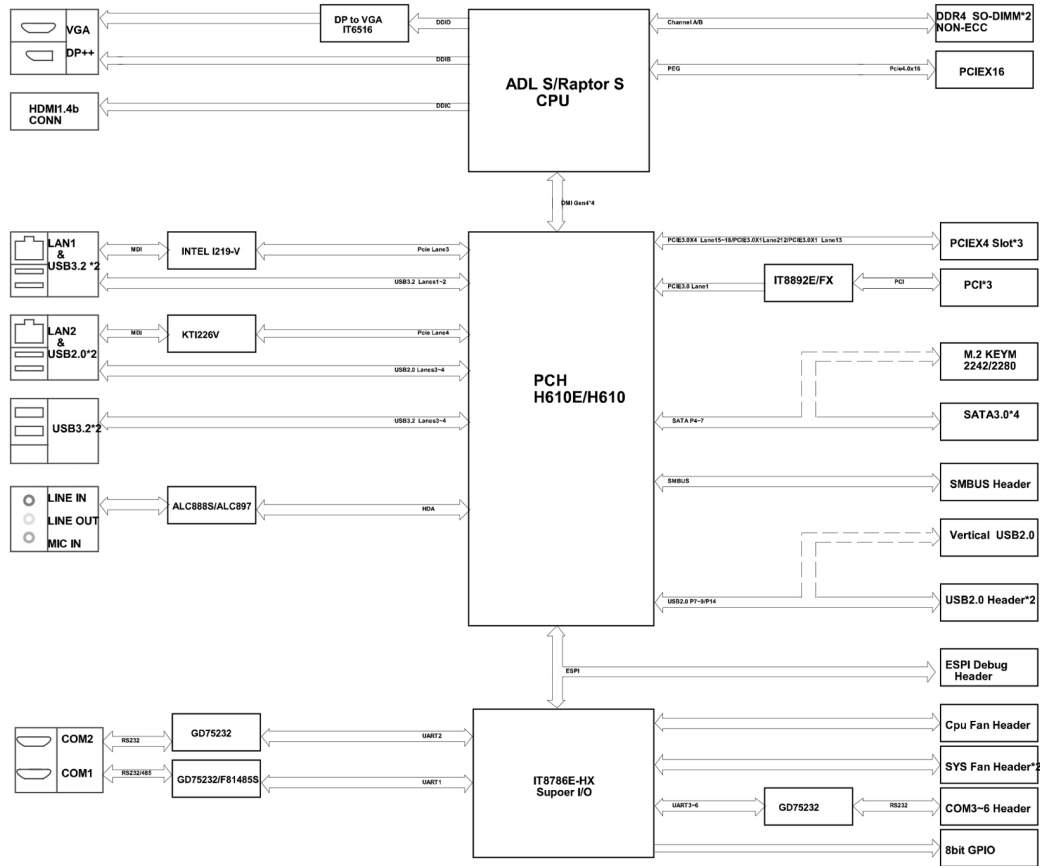 VGA
DP++
DP to VGA
IT6516
DDID
DDIB
HDMI1.4b
CONN
DDIC
ADL S/Raptor S
CPU
Channel A/B
DDR4 SO-DIMM*2
NON-ECC
PEG
Pcie4.0x16
PCIEX16
DMI Gen4*4
LAN1
&
USB3.2 *2
MDI
INTEL I219-V
Pcie Lane3
USB3.2 Lanes1~2
LAN2
&
USB2.0*2
MDI
KTI226V
Pcie Lane4
USB2.0 Lanes3~4
USB3.2*2
USB3.2 Lanes3~4
LINE IN
LINE OUT
MIC IN
ALC888S/ALC897
HDA
PCH
H610E/H610
PCIE3.0X4 Lane15~18/PCIE3.0X1Lane212/PCIE3.0X1 Lane13
PCIEX4 Slot*3
PCIE3.0 Lane1
IT8892E/FX
PCI
PCI*3
M.2 KEYM
2242/2280
SATA P4~7
SATA3.0*4
SMBUS
SMBUS Header
Vertical USB2.0
USB2.0 P7~9/P14
USB2.0 Header*2
ESPI
ESPI Debug
Header
COM2
COM1
RS232
GD75232
UART2
RS232/485
GD75232/F81485S
UART1
IT8786E-HX
Supoer I/O
Cpu Fan Header
SYS Fan Header*2
UART3~6
GD75232
RS232
COM3~6 Header
8bit GPIO